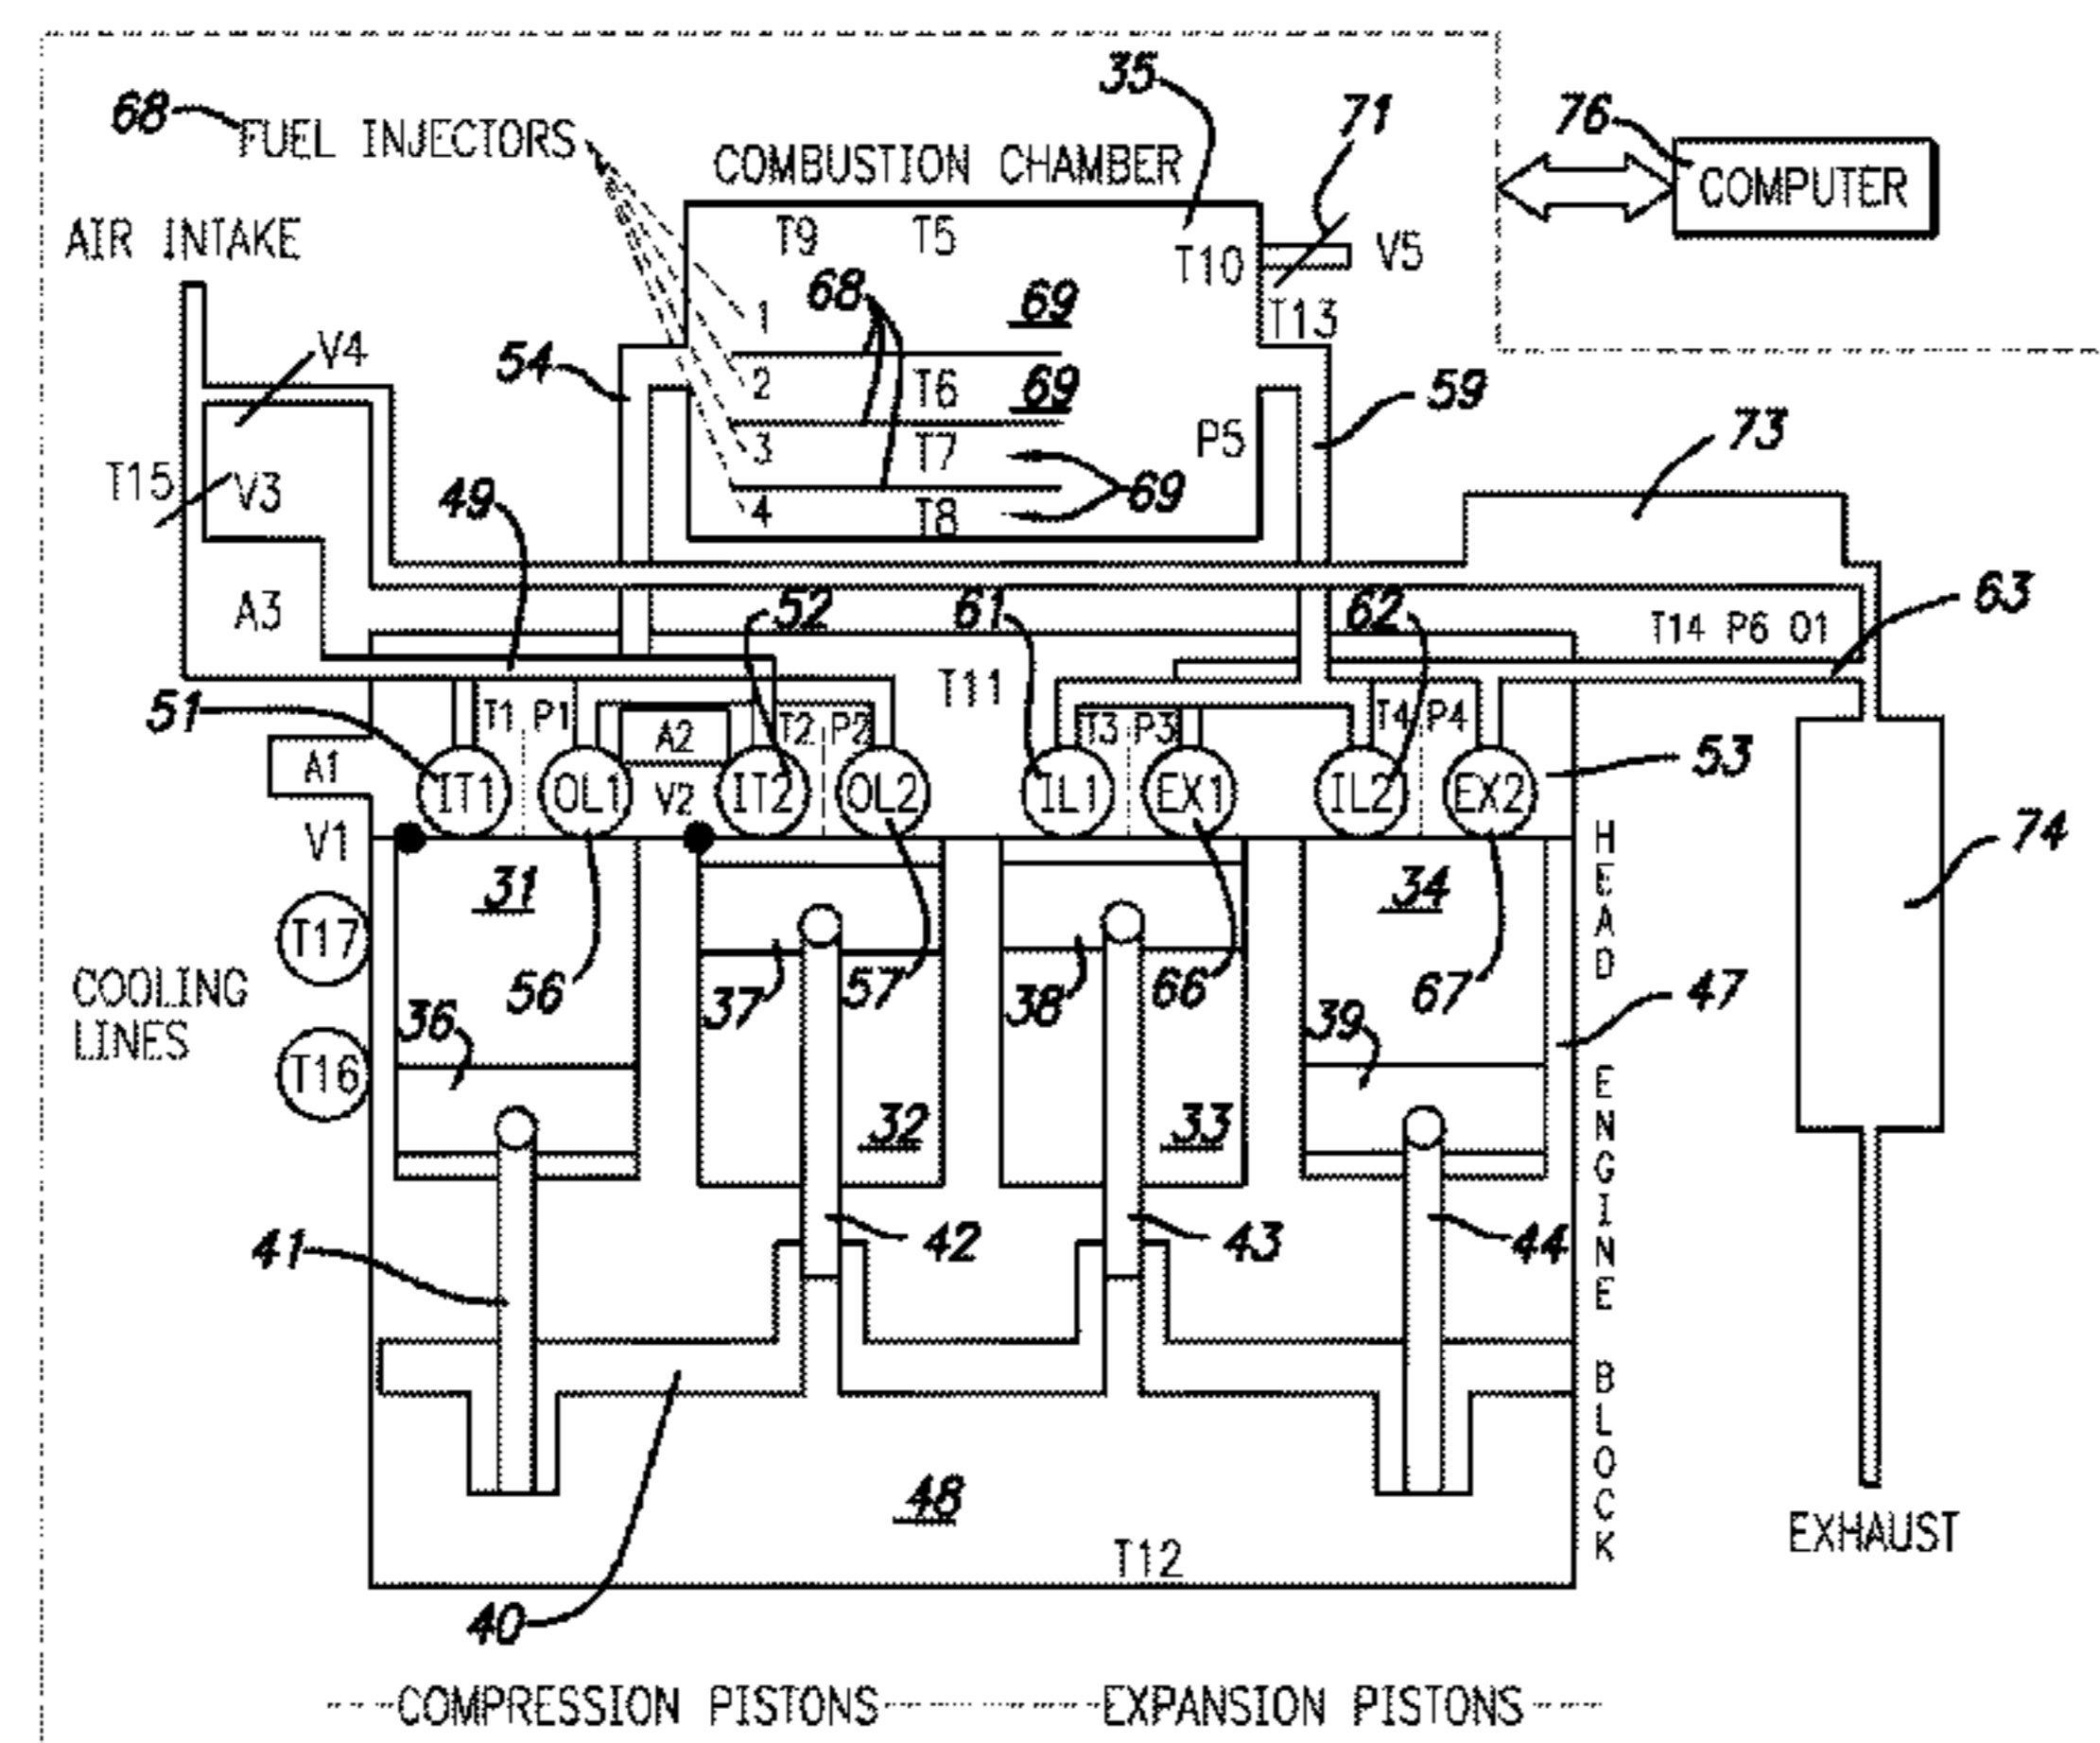 35
71
76
68
FUEL INJECTORS
COMBUSTION CHAMBER
COMPUTER
AIR INTAKE
T9 T5
T10
V5
68
69
1
T13
V4
54
2
T6
69
59
T15
V3
49
3
T7
P5
73
4
T8
69
A3
52
61
62
T14 P6 O1
63
T11
51
T1 P1
A2
T2 P2
T3 P3
T4 P4
53
A1
IT1
OL1
V2
IT2
OL2
IL1
EX1
IL2
EX2
V1
31
34
74
T17
COOLING
LINES
56
37
57
38
66
67
47
36
39
T16
32
33
41
42
43
44
HEAD ENGINE BLOCK
48
T12
EXHAUST
40
COMPRESSION PISTONS
EXPANSION PISTONS